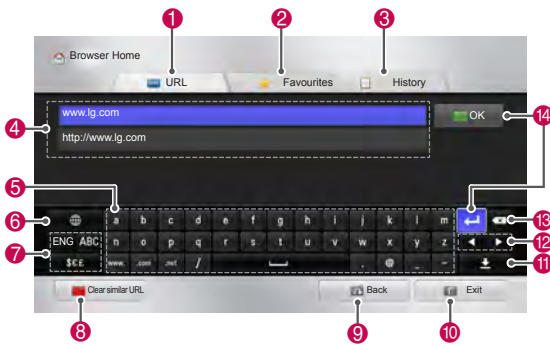 1 2 3
Browser Home
URL Favourites History
4 www.lg.com OK 14
http://www.lg.com
5
6 a b c d e f g h i j k l m 13
7 ENG ABC n o p q r s t u v w x y z 12
$€£ www. .com .net / . @ _ - 11
Clear similar URL Back Exit
8 9 10